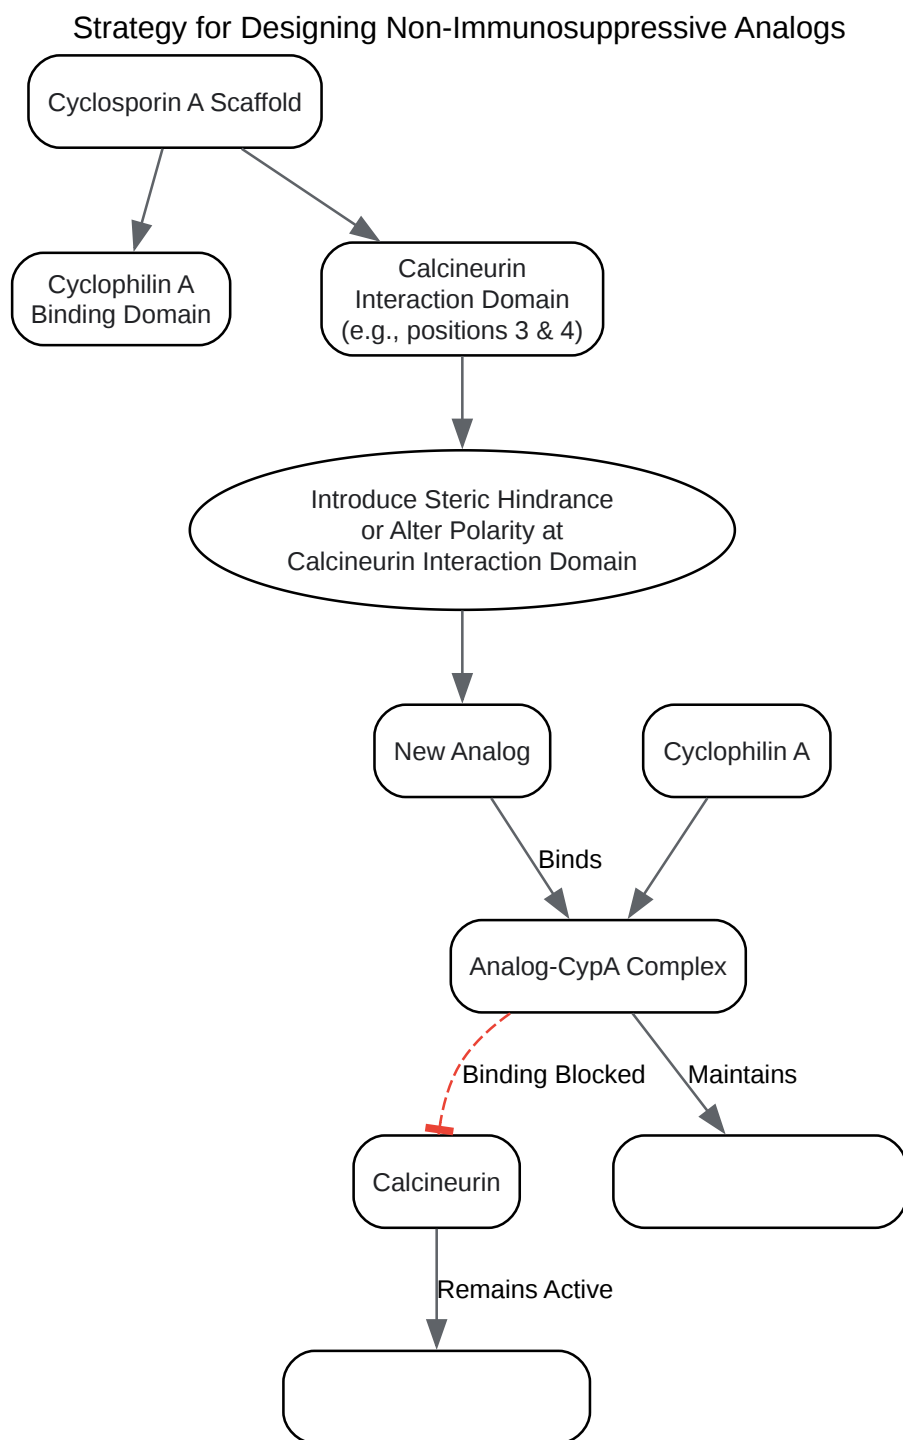 Strategy for Designing Non-Immunosuppressive Analogs
Cyclosporin A Scaffold
Cyclophilin A
Binding Domain
Calcineurin
Interaction Domain
(e.g., positions 3 & 4)
Introduce Steric Hindrance
or Alter Polarity at
Calcineurin Interaction Domain
New Analog
Cyclophilin A
Binds
Analog-CypA Complex
Binding Blocked
Maintains
Calcineurin
Remains Active